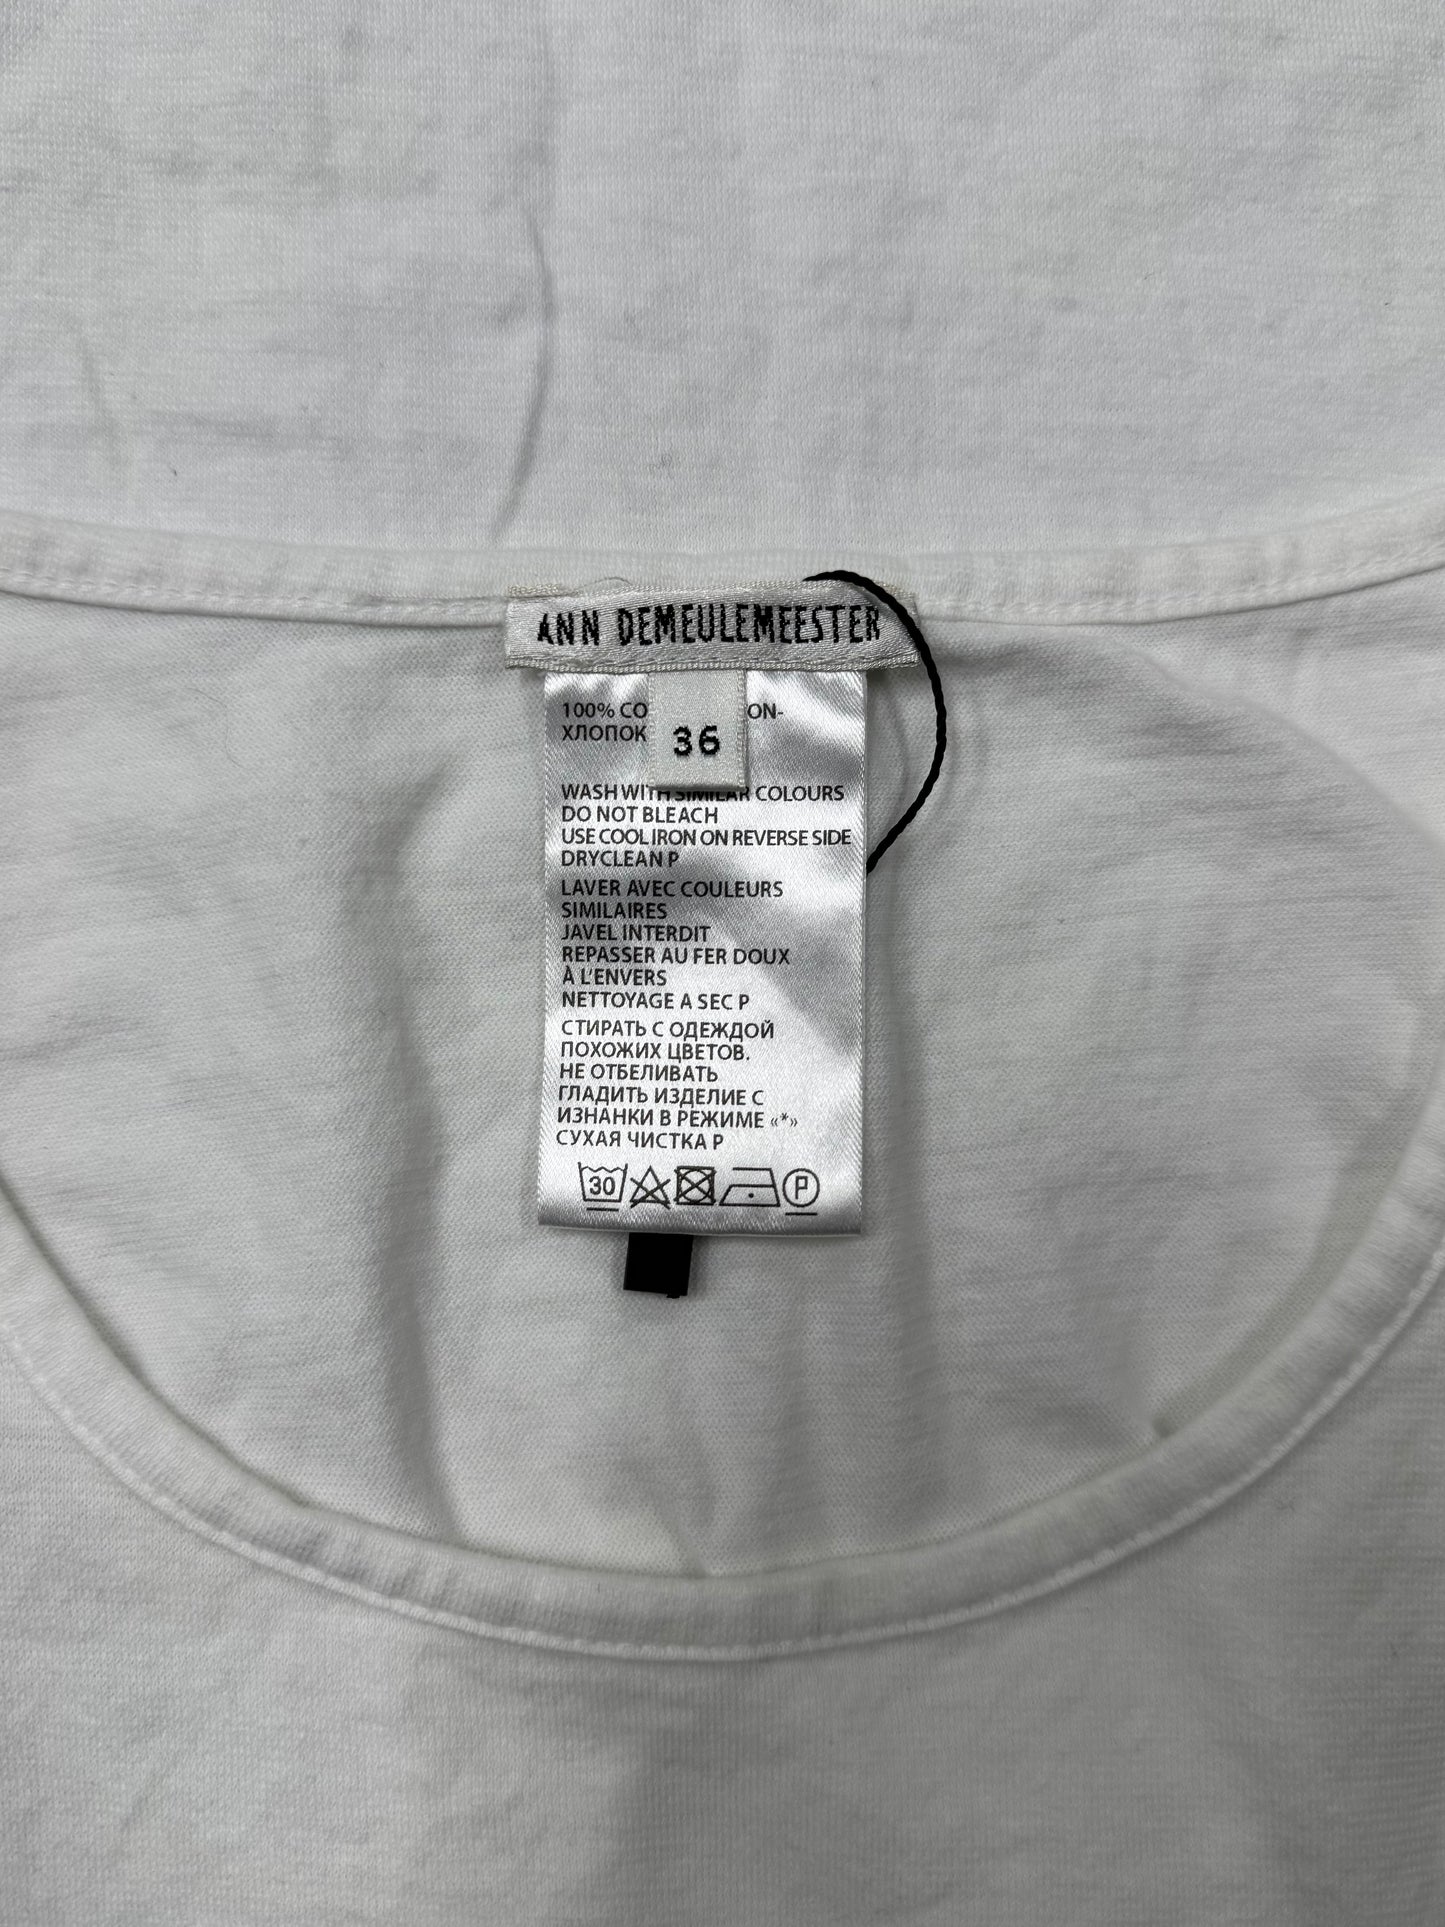 ANN DEMEULEMEESTER
100% CO ON-
ХЛОПОК
36
WASH WITH SIMILAR COLOURS
DO NOT BLEACH
USE COOL IRON ON REVERSE SIDE
DRYCLEAN P
LAVER AVEC COULEURS
SIMILAIRES
JAVEL INTERDIT
REPASSER AU FER DOUX
À L'ENVERS
NETTOYAGE A SEC P
СТИРАТЬ С ОДЕЖДОЙ
ПОХОЖИХ ЦВЕТОВ.
НЕ ОТБЕЛИВАТЬ
ГЛАДИТЬ ИЗДЕЛИЕ С
ИЗНАНКИ В РЕЖИМЕ «*»
СУХАЯ ЧИСТКА P
30 P